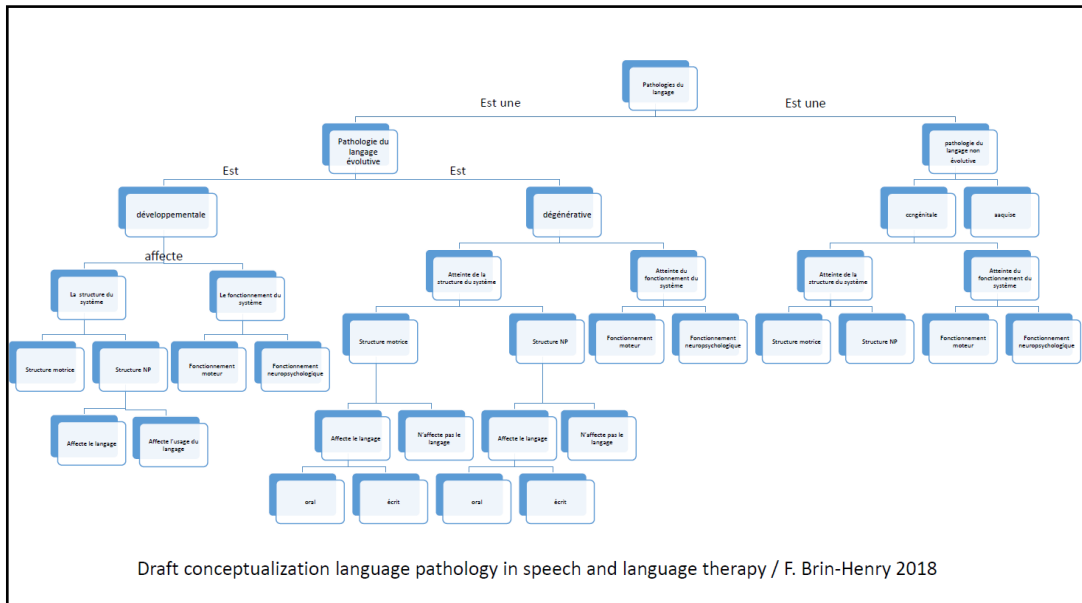 Pathologies du
langage
Est une
Est une
Pathologie du
langage
évolutive
pathologie du
langage non
évolutive
Est
Est
développementale
dégénérative
congénitale
aaquise
affecte
Atteinte de la
structure du système
Atteinte du
fonctionnement du
système
Atteinte de la
structure du système
Atteinte du
fonctionnement du
système
La structure du
système
Le fonctionnement du
système
Structure motrice
Structure NP
Fonctionnement
moteur
Fonctionnement
neuropsychologique
Structure motrice
Structure NP
Fonctionnement
moteur
Fonctionnement
neuropsychologique
Structure motrice
Structure NP
Fonctionnement
moteur
Fonctionnement
neuropsychologique
Affecte le langage
Affecte l'usage du
langage
Affecte le langage
N'affecte pas le
langage
Affecte le langage
N'affecte pas le
langage
oral
écrit
oral
écrit
Draft conceptualization language pathology in speech and language therapy / F. Brin-Henry 2018